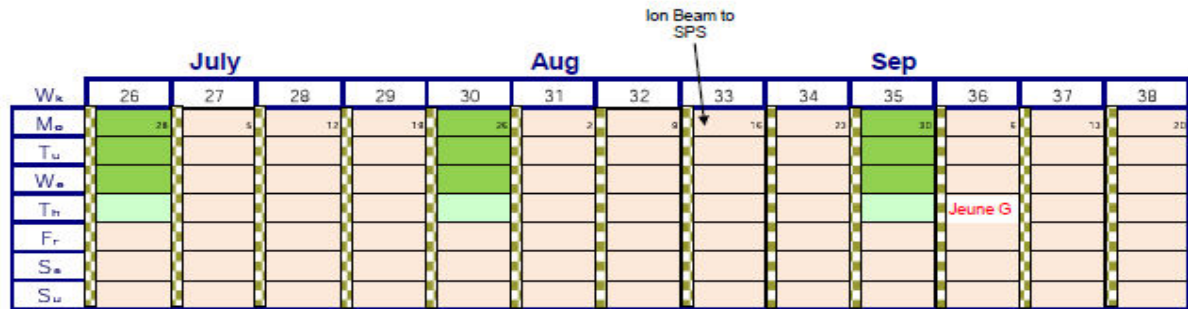 Ion Beam to
SPS
July Aug Sep
Wk 26 27 28 29 30 31 32 33 34 35 36 37 38
Mo 28 5 12 19 26 2 9 16 23 30 6 13 20
Tu
We
Th Jeune G
Fr
Sa
Su